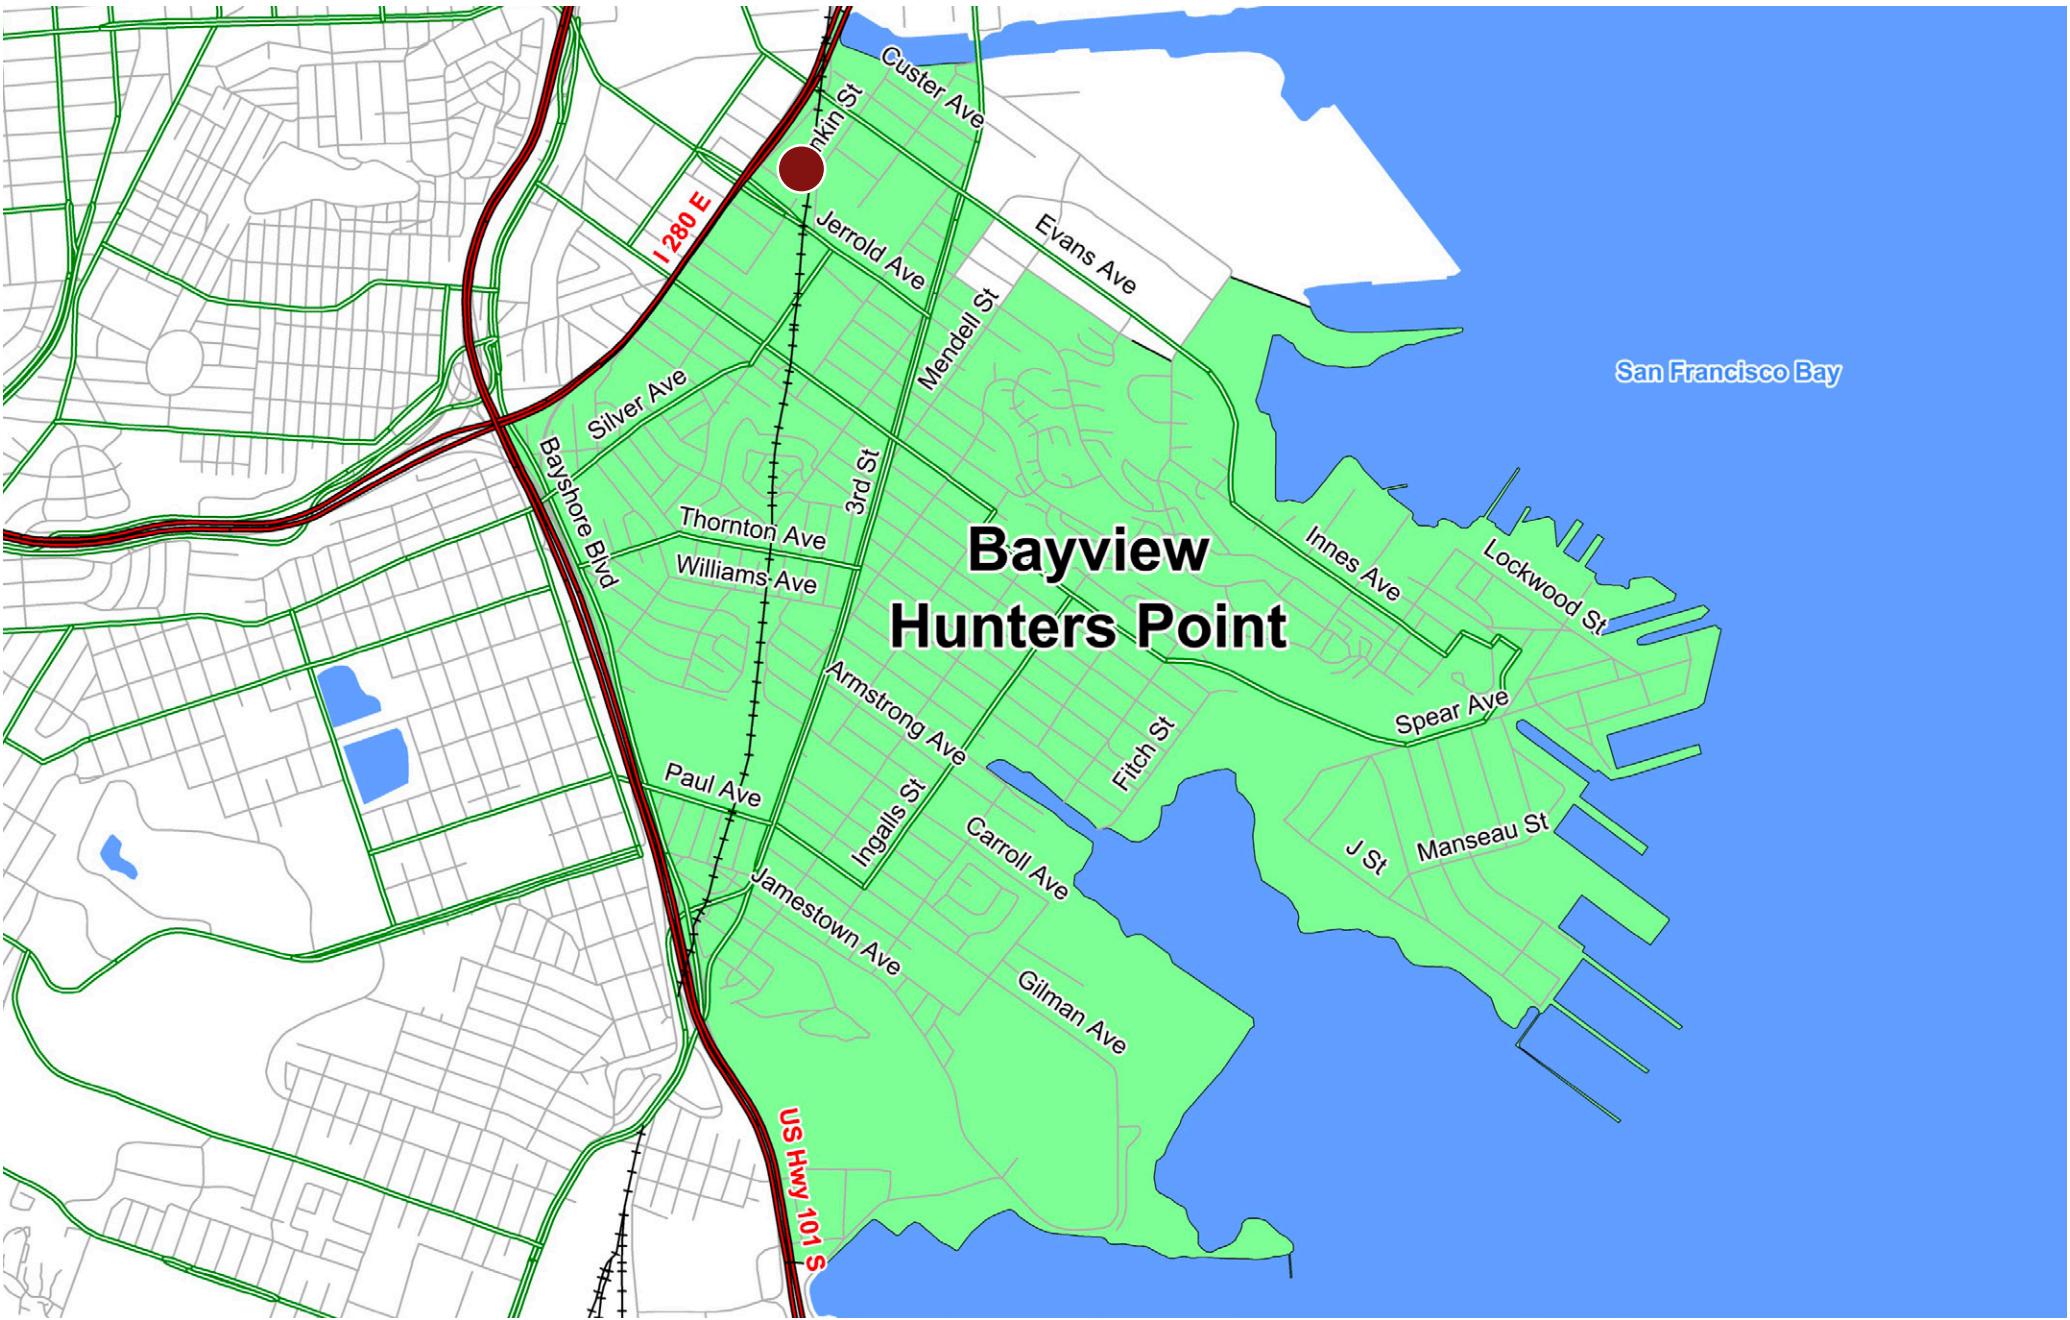 Custer Ave
nkin St
I 280 E
Jerrold Ave
Evans Ave
Mendell St
San Francisco Bay
Silver Ave
Bayshore Blvd
3rd St
Thornton Ave
Williams Ave
Bayview
Hunters Point
Innes Ave
Lockwood St
Armstrong Ave
Spear Ave
Fitch St
Paul Ave
Ingalls St
Carroll Ave
Manseau St
J St
Jamestown Ave
Gilman Ave
US Hwy 101 S